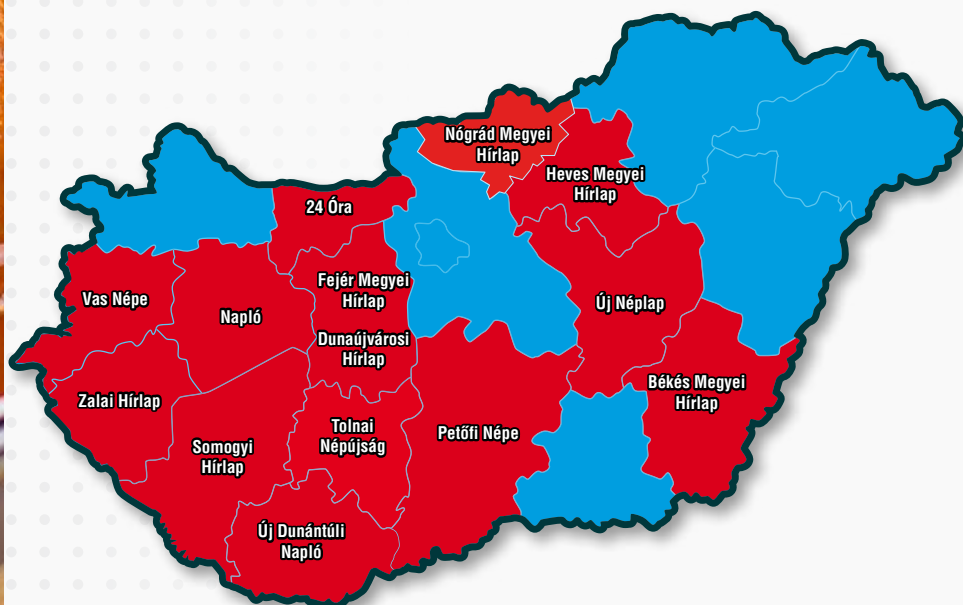 Nógrád Megyei
Hírlap
Heves Megyei
Hírlap
24 Óra
Fejér Megyei
Hírlap
Vas Népe
Napló
Új Néplap
Dunaújvárosi
Hírlap
Zalai Hírlap
Békés Megyei
Hírlap
Tolnai
Népújság
Petőfi Népe
Somogyi
Hírlap
Új Dunántúli
Napló